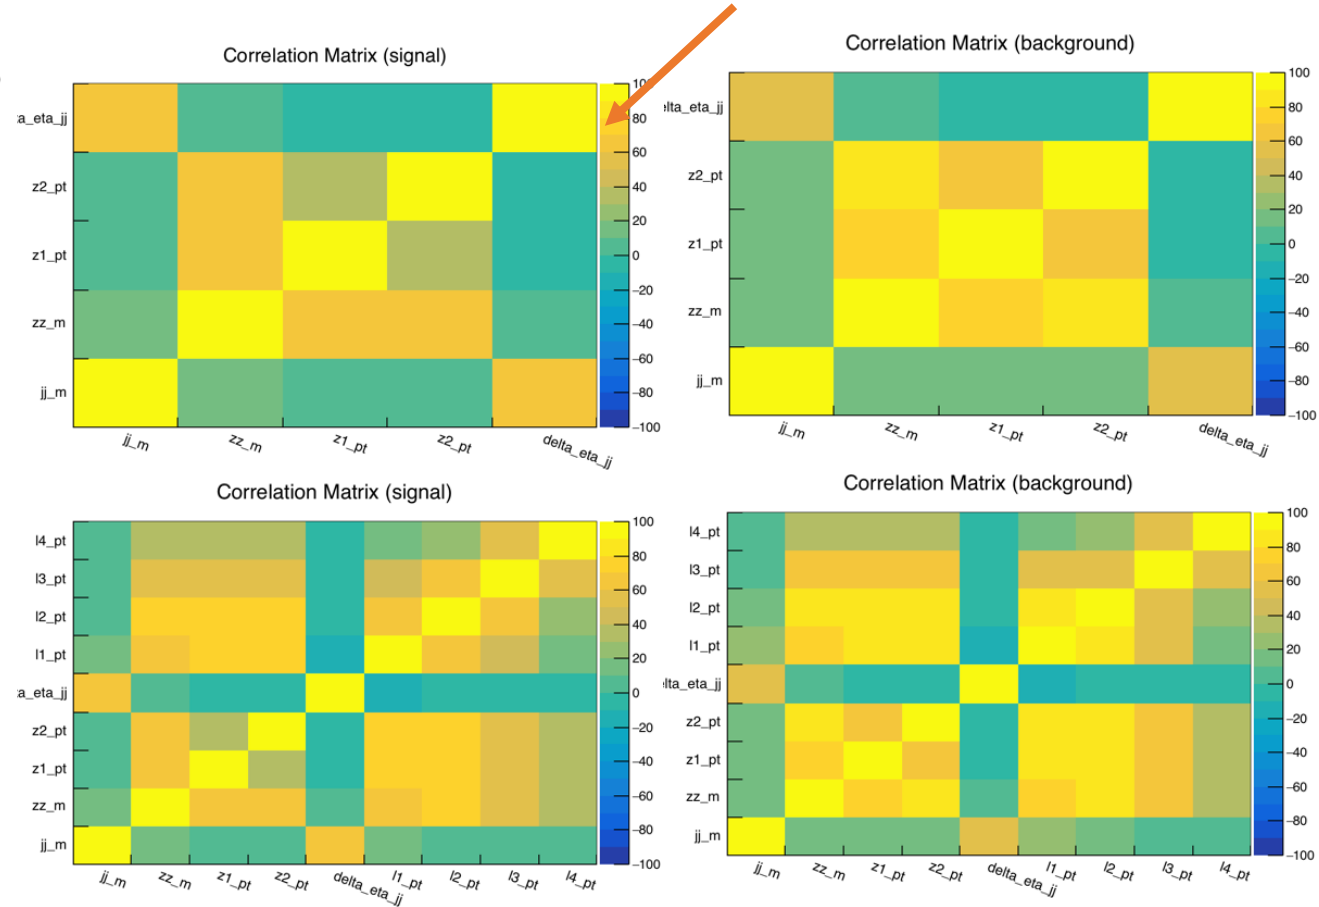 Correlation Matrix (signal)
a_eta_jj
z2_pt
z1_pt
zz_m
jj_m
jj_m zz_m z1_pt z2_pt delta_eta_jj
80
60
40
20
0
−20
−40
−60
−80
−100
Correlation Matrix (background)
elta_eta_jj
z2_pt
z1_pt
zz_m
jj_m
jj_m zz_m z1_pt z2_pt delta_eta_jj
100
80
60
40
20
0
−20
−40
−60
−80
−100
Correlation Matrix (signal)
l4_pt
l3_pt
l2_pt
l1_pt
a_eta_jj
z2_pt
z1_pt
zz_m
jj_m
jj_m zz_m z1_pt z2_pt delta_eta_jj l1_pt l2_pt l3_pt l4_pt
100
80
60
40
20
0
−20
−40
−60
−80
−100
Correlation Matrix (background)
l4_pt
l3_pt
l2_pt
l1_pt
elta_eta_jj
z2_pt
z1_pt
zz_m
jj_m
jj_m zz_m z1_pt z2_pt delta_eta_jj l1_pt l2_pt l3_pt l4_pt
100
80
60
40
20
0
−20
−40
−60
−80
−100